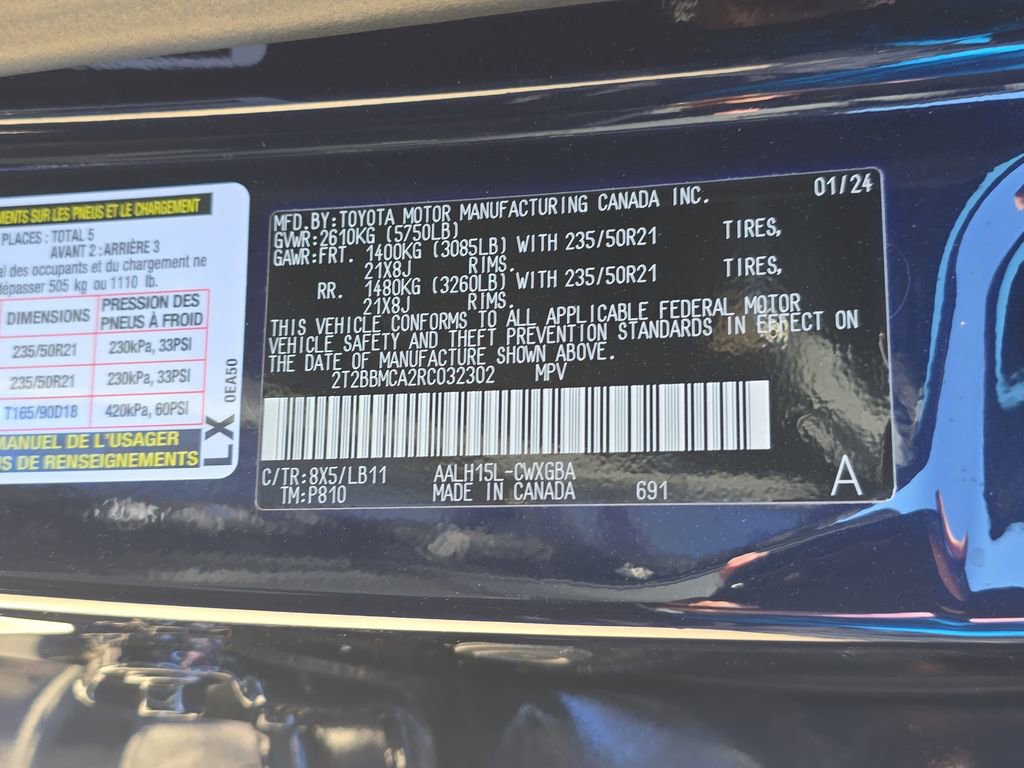 MENTS SUR LES PNEUS ET LE CHARGEMENT
PLACES : TOTAL 5
AVANT 2 : ARRIÈRE 3
al des occupants et du chargement ne
dépasser 505 kg ou 1110 lb.
DIMENSIONS PRESSION DES PNEUS À FROID
235/50R21 230kPa, 33PSI
235/50R21 230kPa, 33PSI
T165/90D18 420kPa, 60PSI
MANUEL DE L'USAGER
S DE RENSEIGNEMENTS
LX 0EA50
01/24
MFD.BY:TOYOTA MOTOR MANUFACTURING CANADA INC.
GVWR:2610KG (5750LB)
GAWR:FRT. 1400KG (3085LB) WITH 235/50R21 TIRES,
21X8J RIMS.
RR. 1480KG (3260LB) WITH 235/50R21 TIRES,
21X8J RIMS.
THIS VEHICLE CONFORMS TO ALL APPLICABLE FEDERAL MOTOR
VEHICLE SAFETY AND THEFT PREVENTION STANDARDS IN EFFECT ON
THE DATE OF MANUFACTURE SHOWN ABOVE.
2T2BBMCA2RC032302 MPV
C/TR:8X5/LB11 AALH15L-CWXGBA
TM:P810 MADE IN CANADA 691 A